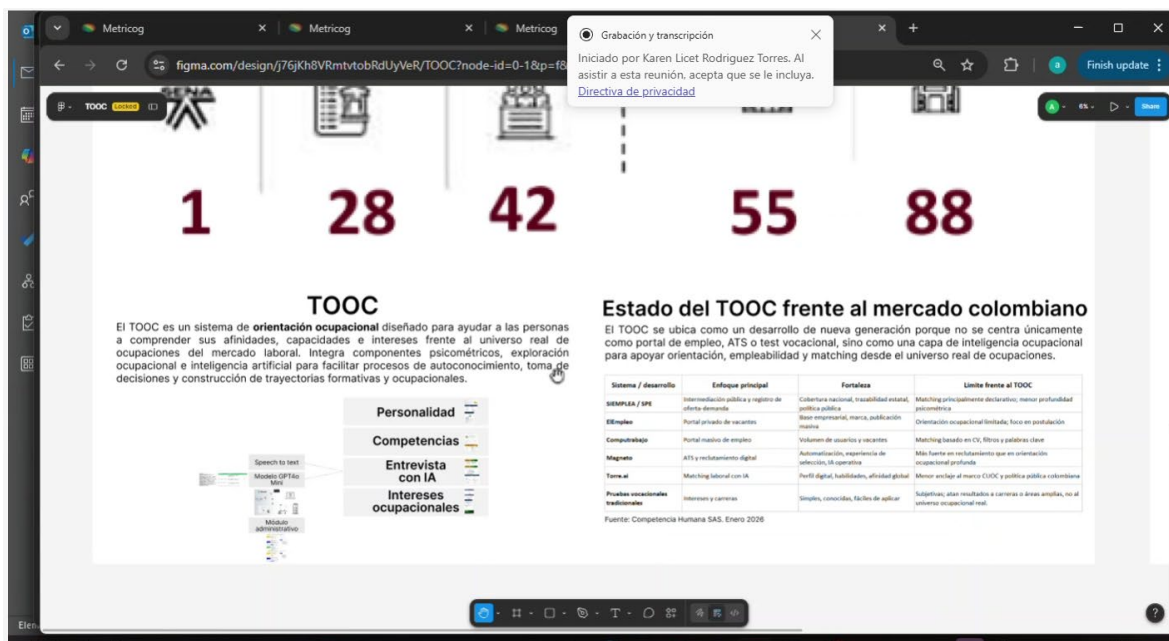 Metricog
Metricog
Metricog
Grabación y transcripción
Iniciado por Karen Licet Rodriguez Torres. Al
asistir a esta reunión, acepta que se le incluya.
Directiva de privacidad
figma.com/design/j76jKh8VRmtvtobRdUyVeR/TOOC?node-id=0-1&p=f&
Finish update
TOOC Locked
6%
Share
SENA
1
28
42
55
88
TOOC
El TOOC es un sistema de orientación ocupacional diseñado para ayudar a las personas
a comprender sus afinidades, capacidades e intereses frente al universo real de
ocupaciones del mercado laboral. Integra componentes psicométricos, exploración
ocupacional e inteligencia artificial para facilitar procesos de autoconocimiento, toma de
decisiones y construcción de trayectorias formativas y ocupacionales.
Personalidad
Competencias
Entrevista
con IA
Intereses
ocupacionales
Speech to text
Modelo GPT4o
Mini
Módulo
administrativo
Estado del TOOC frente al mercado colombiano
El TOOC se ubica como un desarrollo de nueva generación porque no se centra únicamente
como portal de empleo, ATS o test vocacional, sino como una capa de inteligencia ocupacional
para apoyar orientación, empleabilidad y matching desde el universo real de ocupaciones.
Sistema / desarrollo Enfoque principal Fortaleza Límite frente al TOOC
SIEMPLEA / SPE Intermediación pública y registro de oferta-demanda Cobertura nacional, trazabilidad estatal, política pública Matching principalmente declarativo; menor profundidad psicométrica
ElEmpleo Portal privado de vacantes Base empresarial, marca, publicación masiva Orientación ocupacional limitada; foco en postulación
Computrabajo Portal masivo de empleo Volumen de usuarios y vacantes Matching basado en CV, filtros y palabras clave
Magneto ATS y reclutamiento digital Automatización, experiencia de selección, IA operativa Más fuerte en reclutamiento que en orientación ocupacional profunda
Torre.ai Matching laboral con IA Perfil digital, habilidades, afinidad global Menor anclaje al marco CUOC y política pública colombiana
Pruebas vocacionales tradicionales Intereses y carreras Simples, conocidas, fáciles de aplicar Subjetivas; atan resultados a carreras o áreas amplias, no al universo ocupacional real.
Fuente: Competencia Humana SAS. Enero 2026